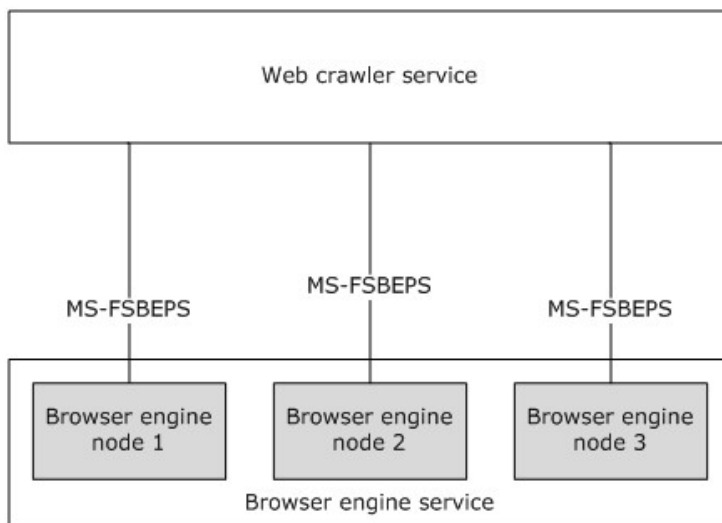 Web crawler service
MS-FSBEPS
MS-FSBEPS
MS-FSBEPS
Browser engine
node 1
Browser engine
node 2
Browser engine
node 3
Browser engine service